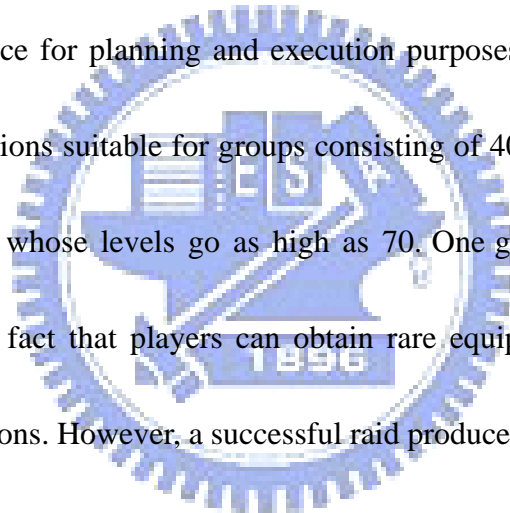 ce for planning and execution purposes
ions suitable for groups consisting of 40
E S A
whose levels go as high as 70. One g
fact that players can obtain rare equip
1896
ons. However, a successful raid produce